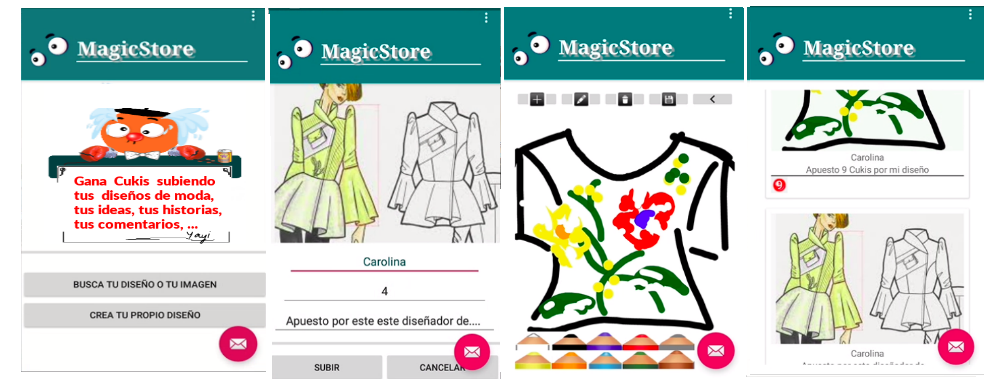 MagicStore
Gana Cukis subiendo
tus diseños de moda,
tus ideas, tus historias,
tus comentarios, ...
Yayi
BUSCA TU DISEÑO O TU IMAGEN
CREA TU PROPIO DISEÑO
MagicStore
Carolina
4
Apuesto por este este diseñador de....
SUBIR
CANCELAR
MagicStore
MagicStore
Carolina
Apuesto 9 Cukis por mi diseño
9
Carolina
Apuesto por este este diseñador de....